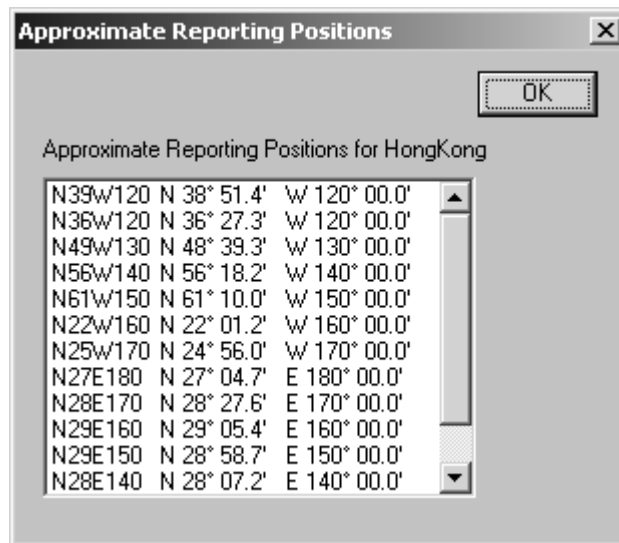 Approximate Reporting Positions
OK
Approximate Reporting Positions for HongKong
N39W120 N 38° 51.4' W 120° 00.0'
N36W120 N 36° 27.3' W 120° 00.0'
N49W130 N 48° 39.3' W 130° 00.0'
N56W140 N 56° 18.2' W 140° 00.0'
N61W150 N 61° 10.0' W 150° 00.0'
N22W160 N 22° 01.2' W 160° 00.0'
N25W170 N 24° 56.0' W 170° 00.0'
N27E180 N 27° 04.7' E 180° 00.0'
N28E170 N 28° 27.6' E 170° 00.0'
N29E160 N 29° 05.4' E 160° 00.0'
N29E150 N 28° 58.7' E 150° 00.0'
N28E140 N 28° 07.2' E 140° 00.0'